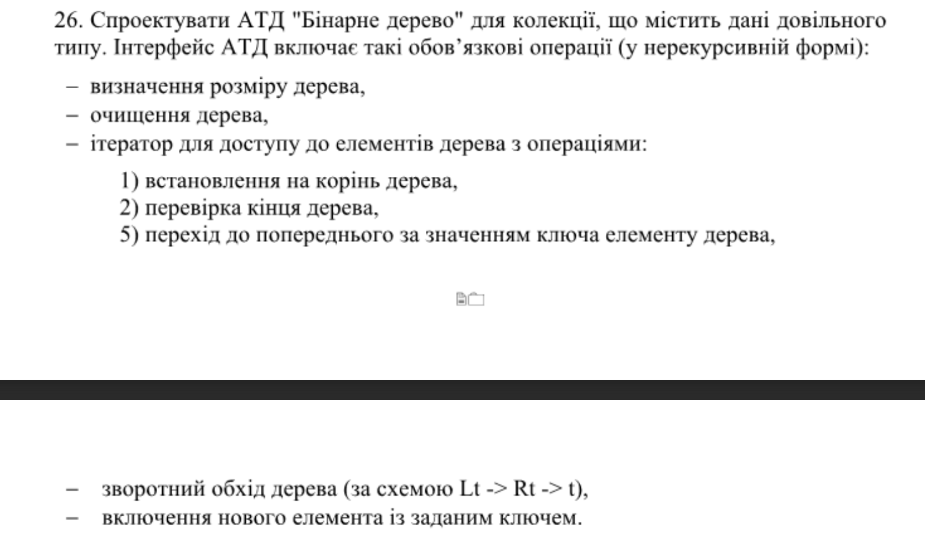 26. Спроектувати АТД "Бінарне дерево" для колекції, що містить дані довільного
типу. Інтерфейс АТД включає такі обов’язкові операції (у нерекурсивній формі):
– визначення розміру дерева,
– очищення дерева,
– ітератор для доступу до елементів дерева з операціями:
1) встановлення на корінь дерева,
2) перевірка кінця дерева,
5) перехід до попереднього за значенням ключа елементу дерева,
– зворотний обхід дерева (за схемою Lt -> Rt -> t),
– включення нового елемента із заданим ключем.